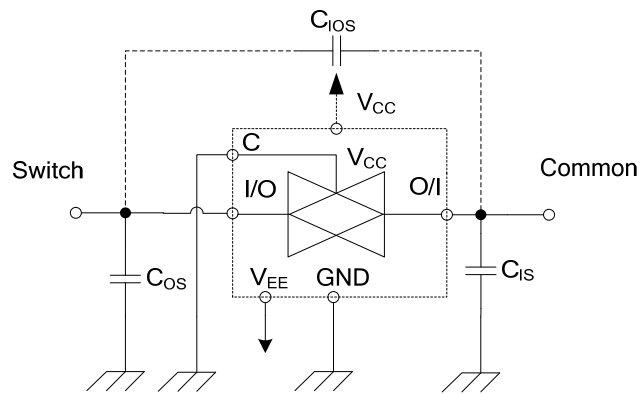 C_IOS
V_CC
C
V_CC
Switch
Common
I/O
O/I
C_OS
V_EE
GND
C_IS